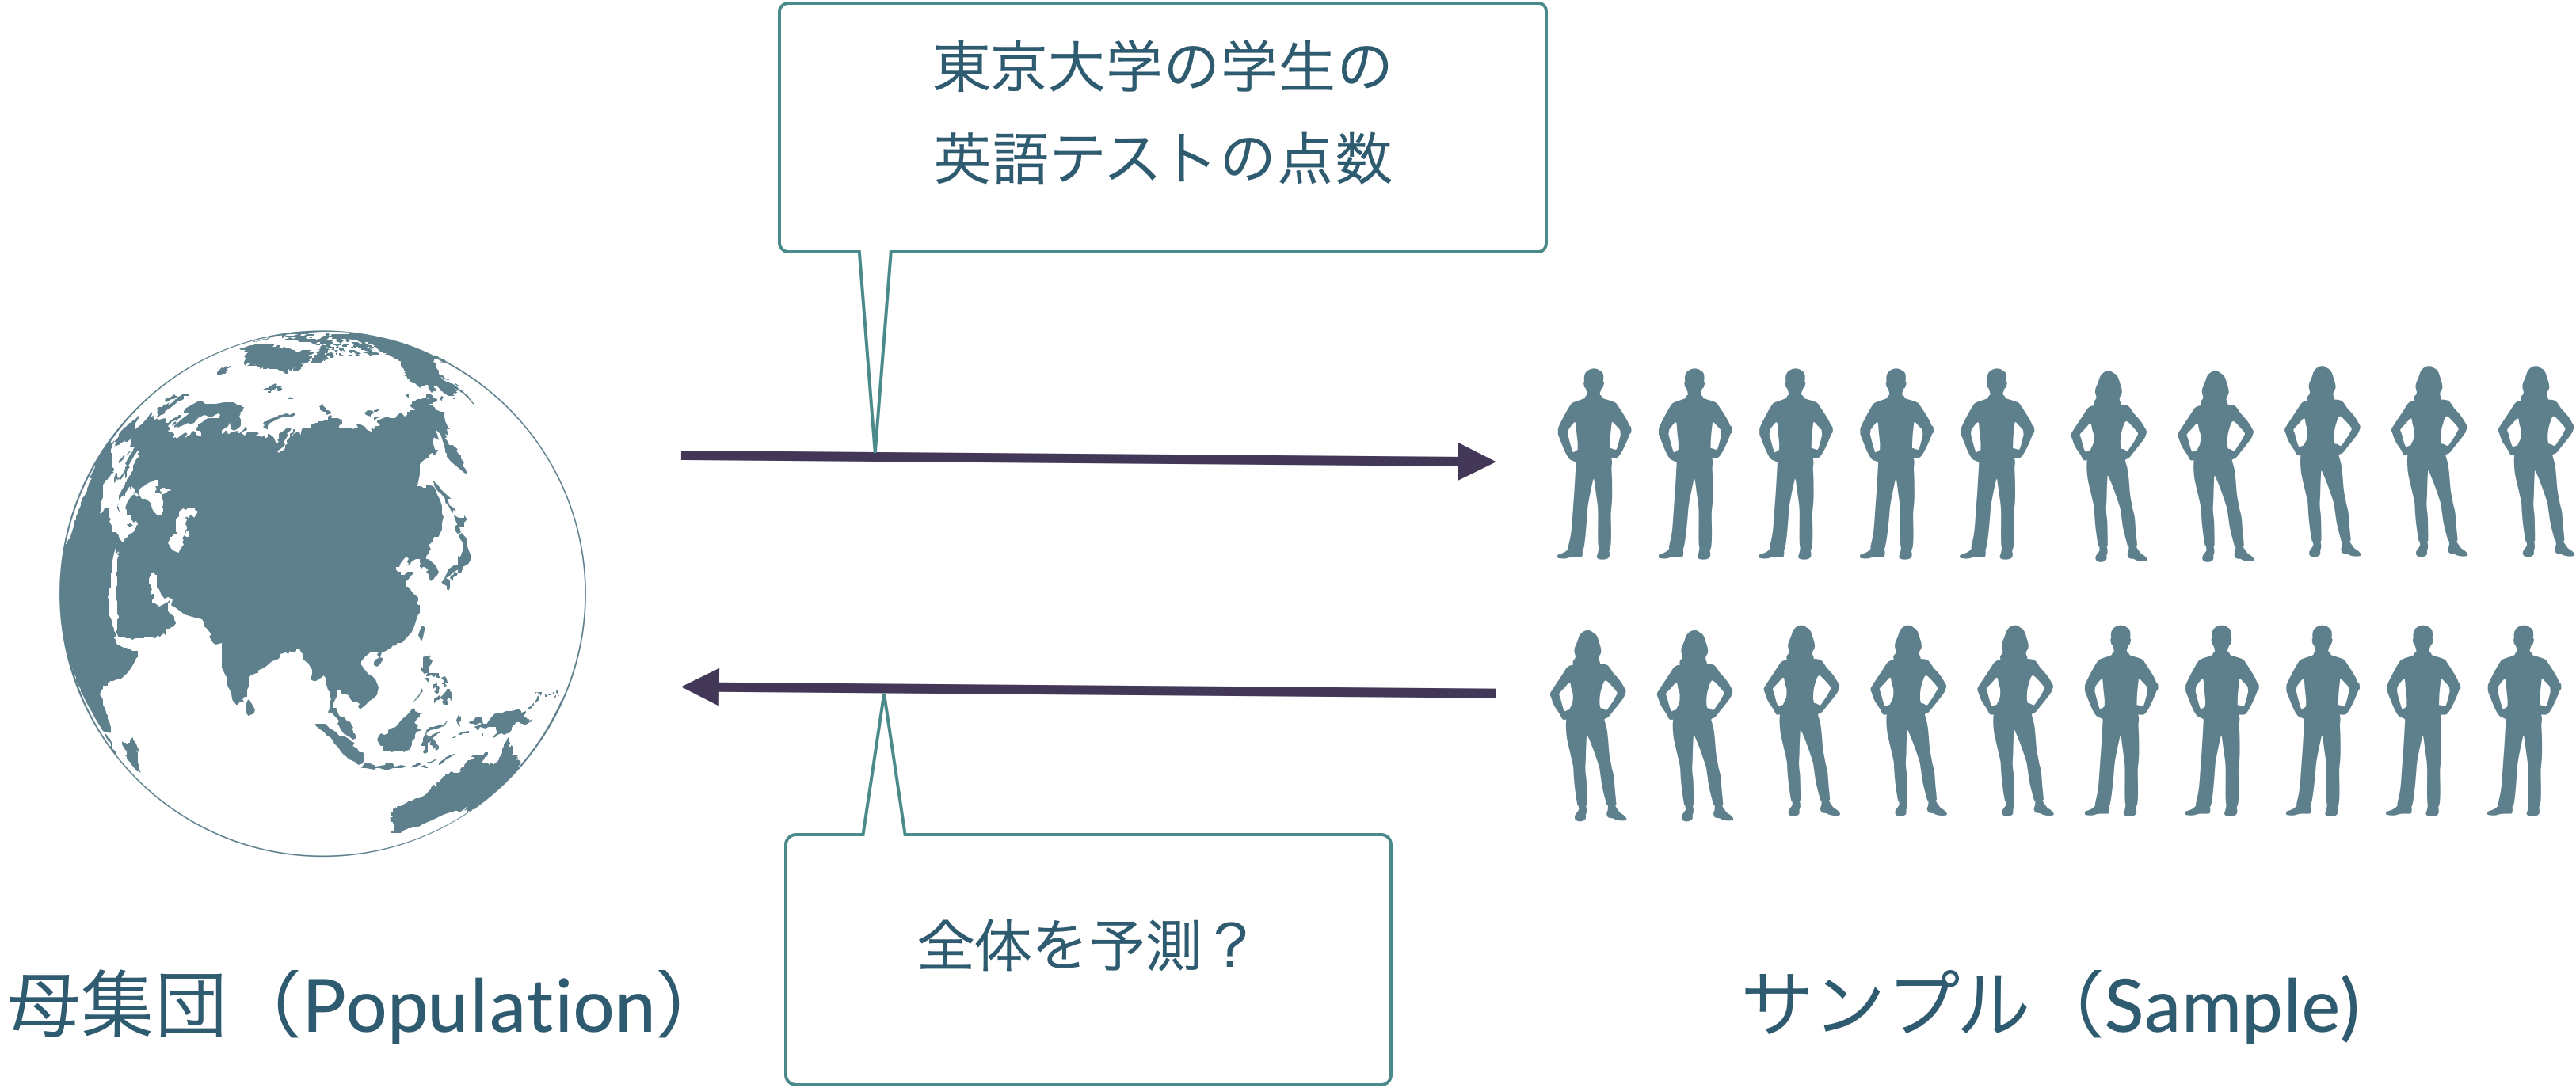 東京大学の学生の
英語テストの点数
全体を予測？
母集団（Population）
サンプル（Sample)